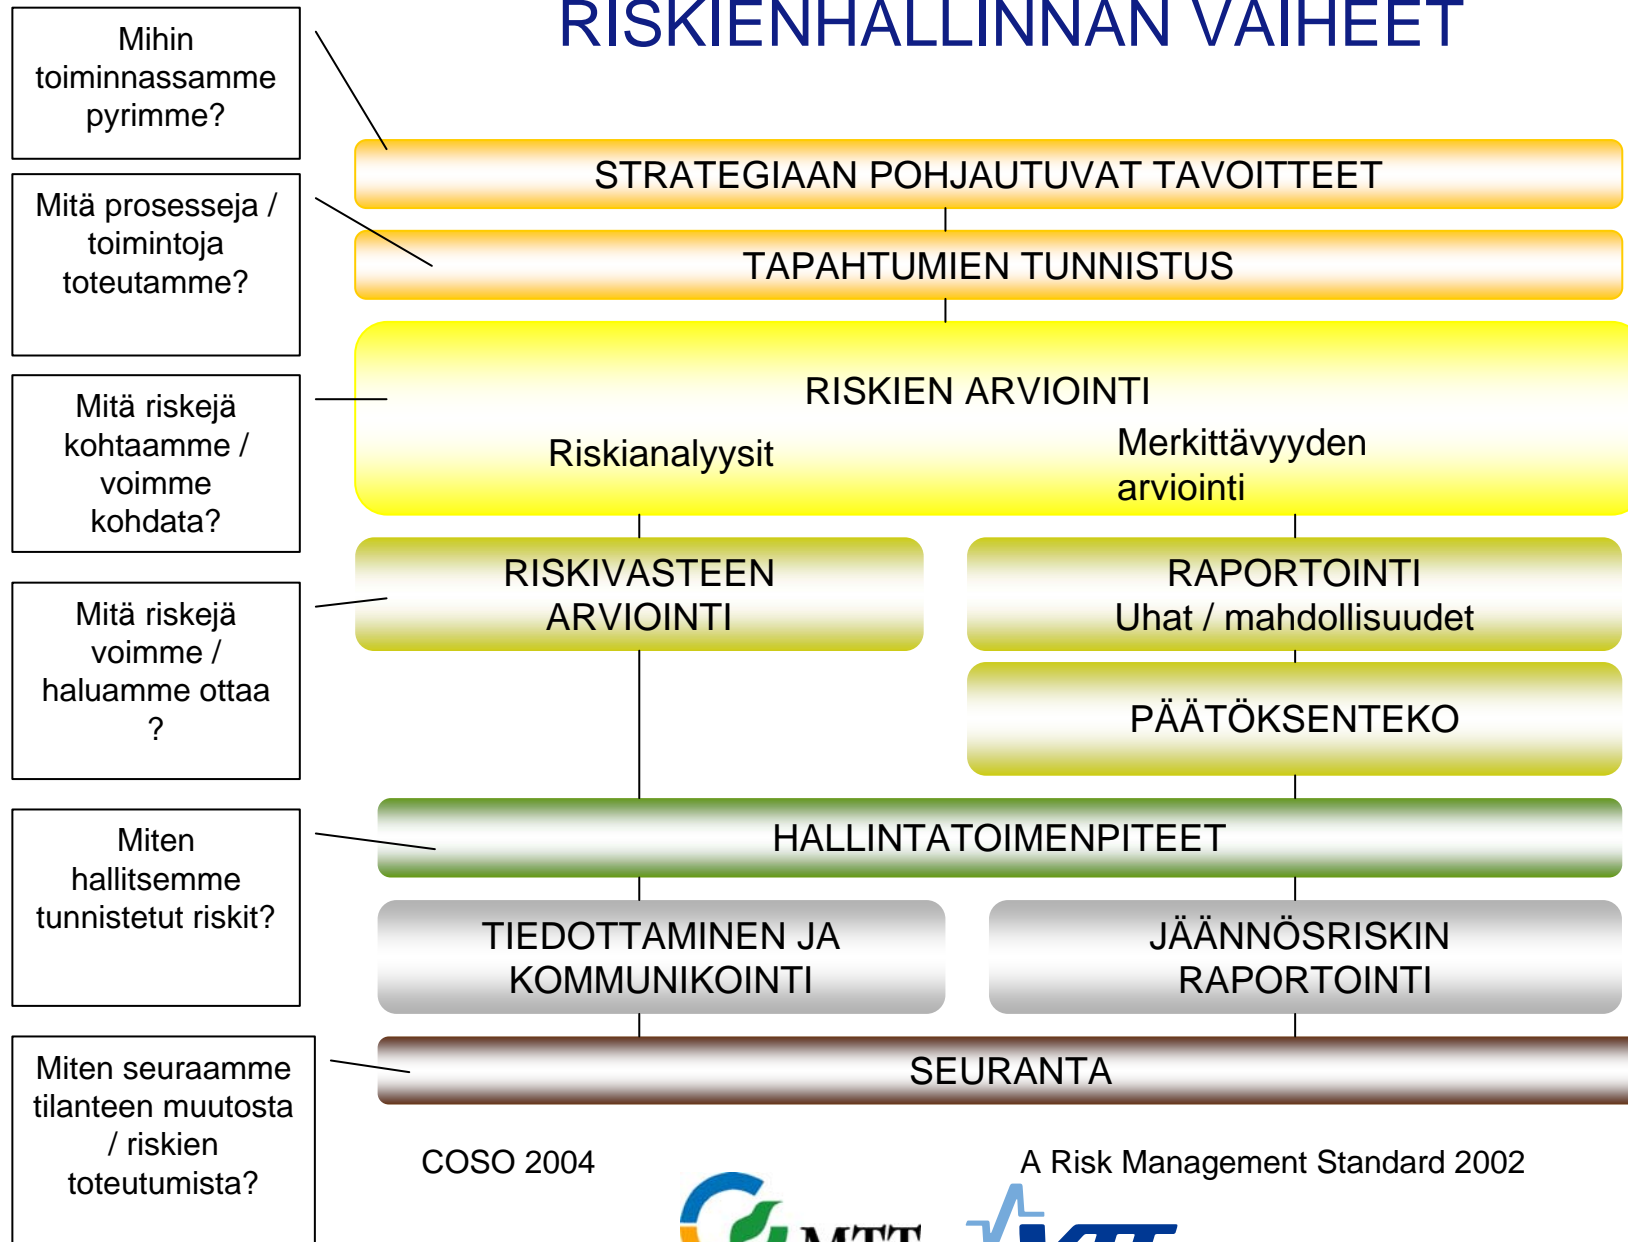 RISKIENHALLINNAN VAIHEET
Mihin
toiminnassamme
pyrimme?
STRATEGIAAN POHJAUTUVAT TAVOITTEET
Mitä prosesseja /
toimintoja
toteutamme?
TAPAHTUMIEN TUNNISTUS
Mitä riskejä
kohtaamme /
voimme
kohdata?
RISKIEN ARVIOINTI
Riskianalyysit
Merkittävyyden
arviointi
Mitä riskejä
voimme /
haluamme ottaa
?
RISKIVASTEEN
ARVIOINTI
RAPORTOINTI
Uhat / mahdollisuudet
PÄÄTÖKSENTEKO
Miten
hallitsemme
tunnistetut riskit?
HALLINTATOIMENPITEET
TIEDOTTAMINEN JA
KOMMUNIKOINTI
JÄÄNNÖSRISKIN
RAPORTOINTI
Miten seuraamme
tilanteen muutosta
/ riskien
toteutumista?
SEURANTA
COSO 2004
A Risk Management Standard 2002
MTT
VTT